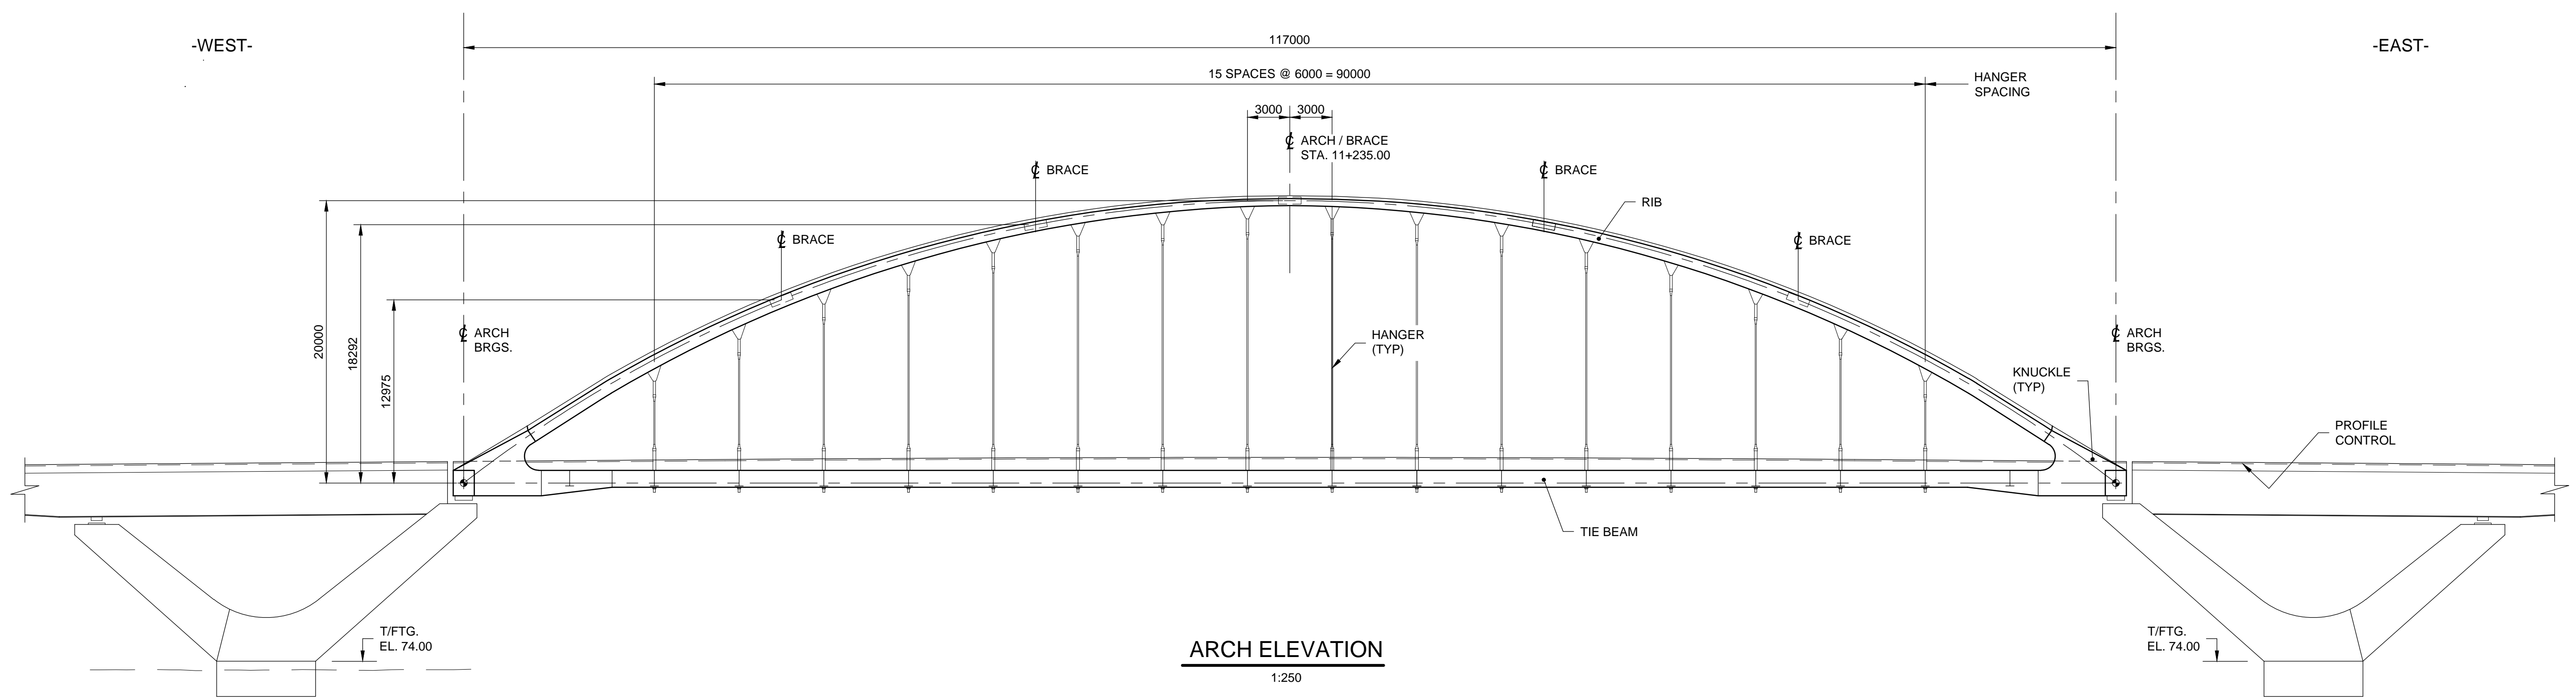 -WEST-
117000
-EAST-
15 SPACES @ 6000 = 90000
HANGER
SPACING
3000
3000
℄ ARCH / BRACE
STA. 11+235.00
℄ BRACE
℄ BRACE
RIB
℄ BRACE
℄ BRACE
20000
18292
12975
℄ ARCH
BRGS.
HANGER
(TYP)
℄ ARCH
BRGS.
KNUCKLE
(TYP)
PROFILE
CONTROL
TIE BEAM
T/FTG.
EL. 74.00
T/FTG.
EL. 74.00
ARCH ELEVATION
1:250